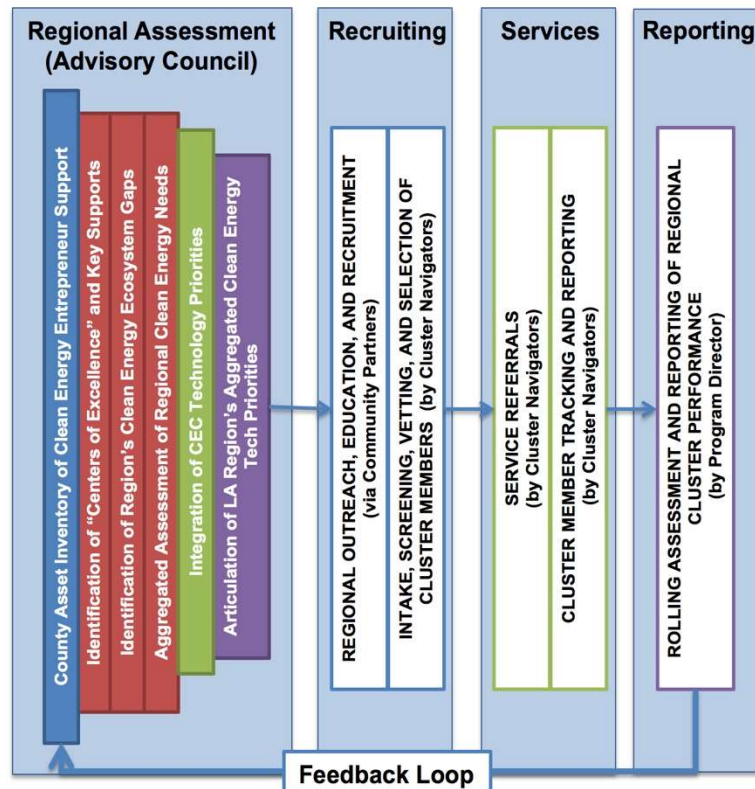 Regional Assessment
(Advisory Council)
County Asset Inventory of Clean Energy Entrepreneur Support
Identification of “Centers of Excellence” and Key Supports
Identification of Region’s Clean Energy Ecosystem Gaps
Aggregated Assessment of Regional Clean Energy Needs
Integration of CEC Technology Priorities
Articulation of LA Region’s Aggregated Clean Energy
Tech Priorities
Recruiting
REGIONAL OUTREACH, EDUCATION, AND RECRUITMENT
(via Community Partners)
INTAKE, SCREENING, VETTING, AND SELECTION OF
CLUSTER MEMBERS (by Cluster Navigators)
Services
SERVICE REFERRALS
(by Cluster Navigators)
CLUSTER MEMBER TRACKING AND REPORTING
(by Cluster Navigators)
Reporting
ROLLING ASSESSMENT AND REPORTING OF REGIONAL
CLUSTER PERFORMANCE
(by Program Director)
Feedback Loop